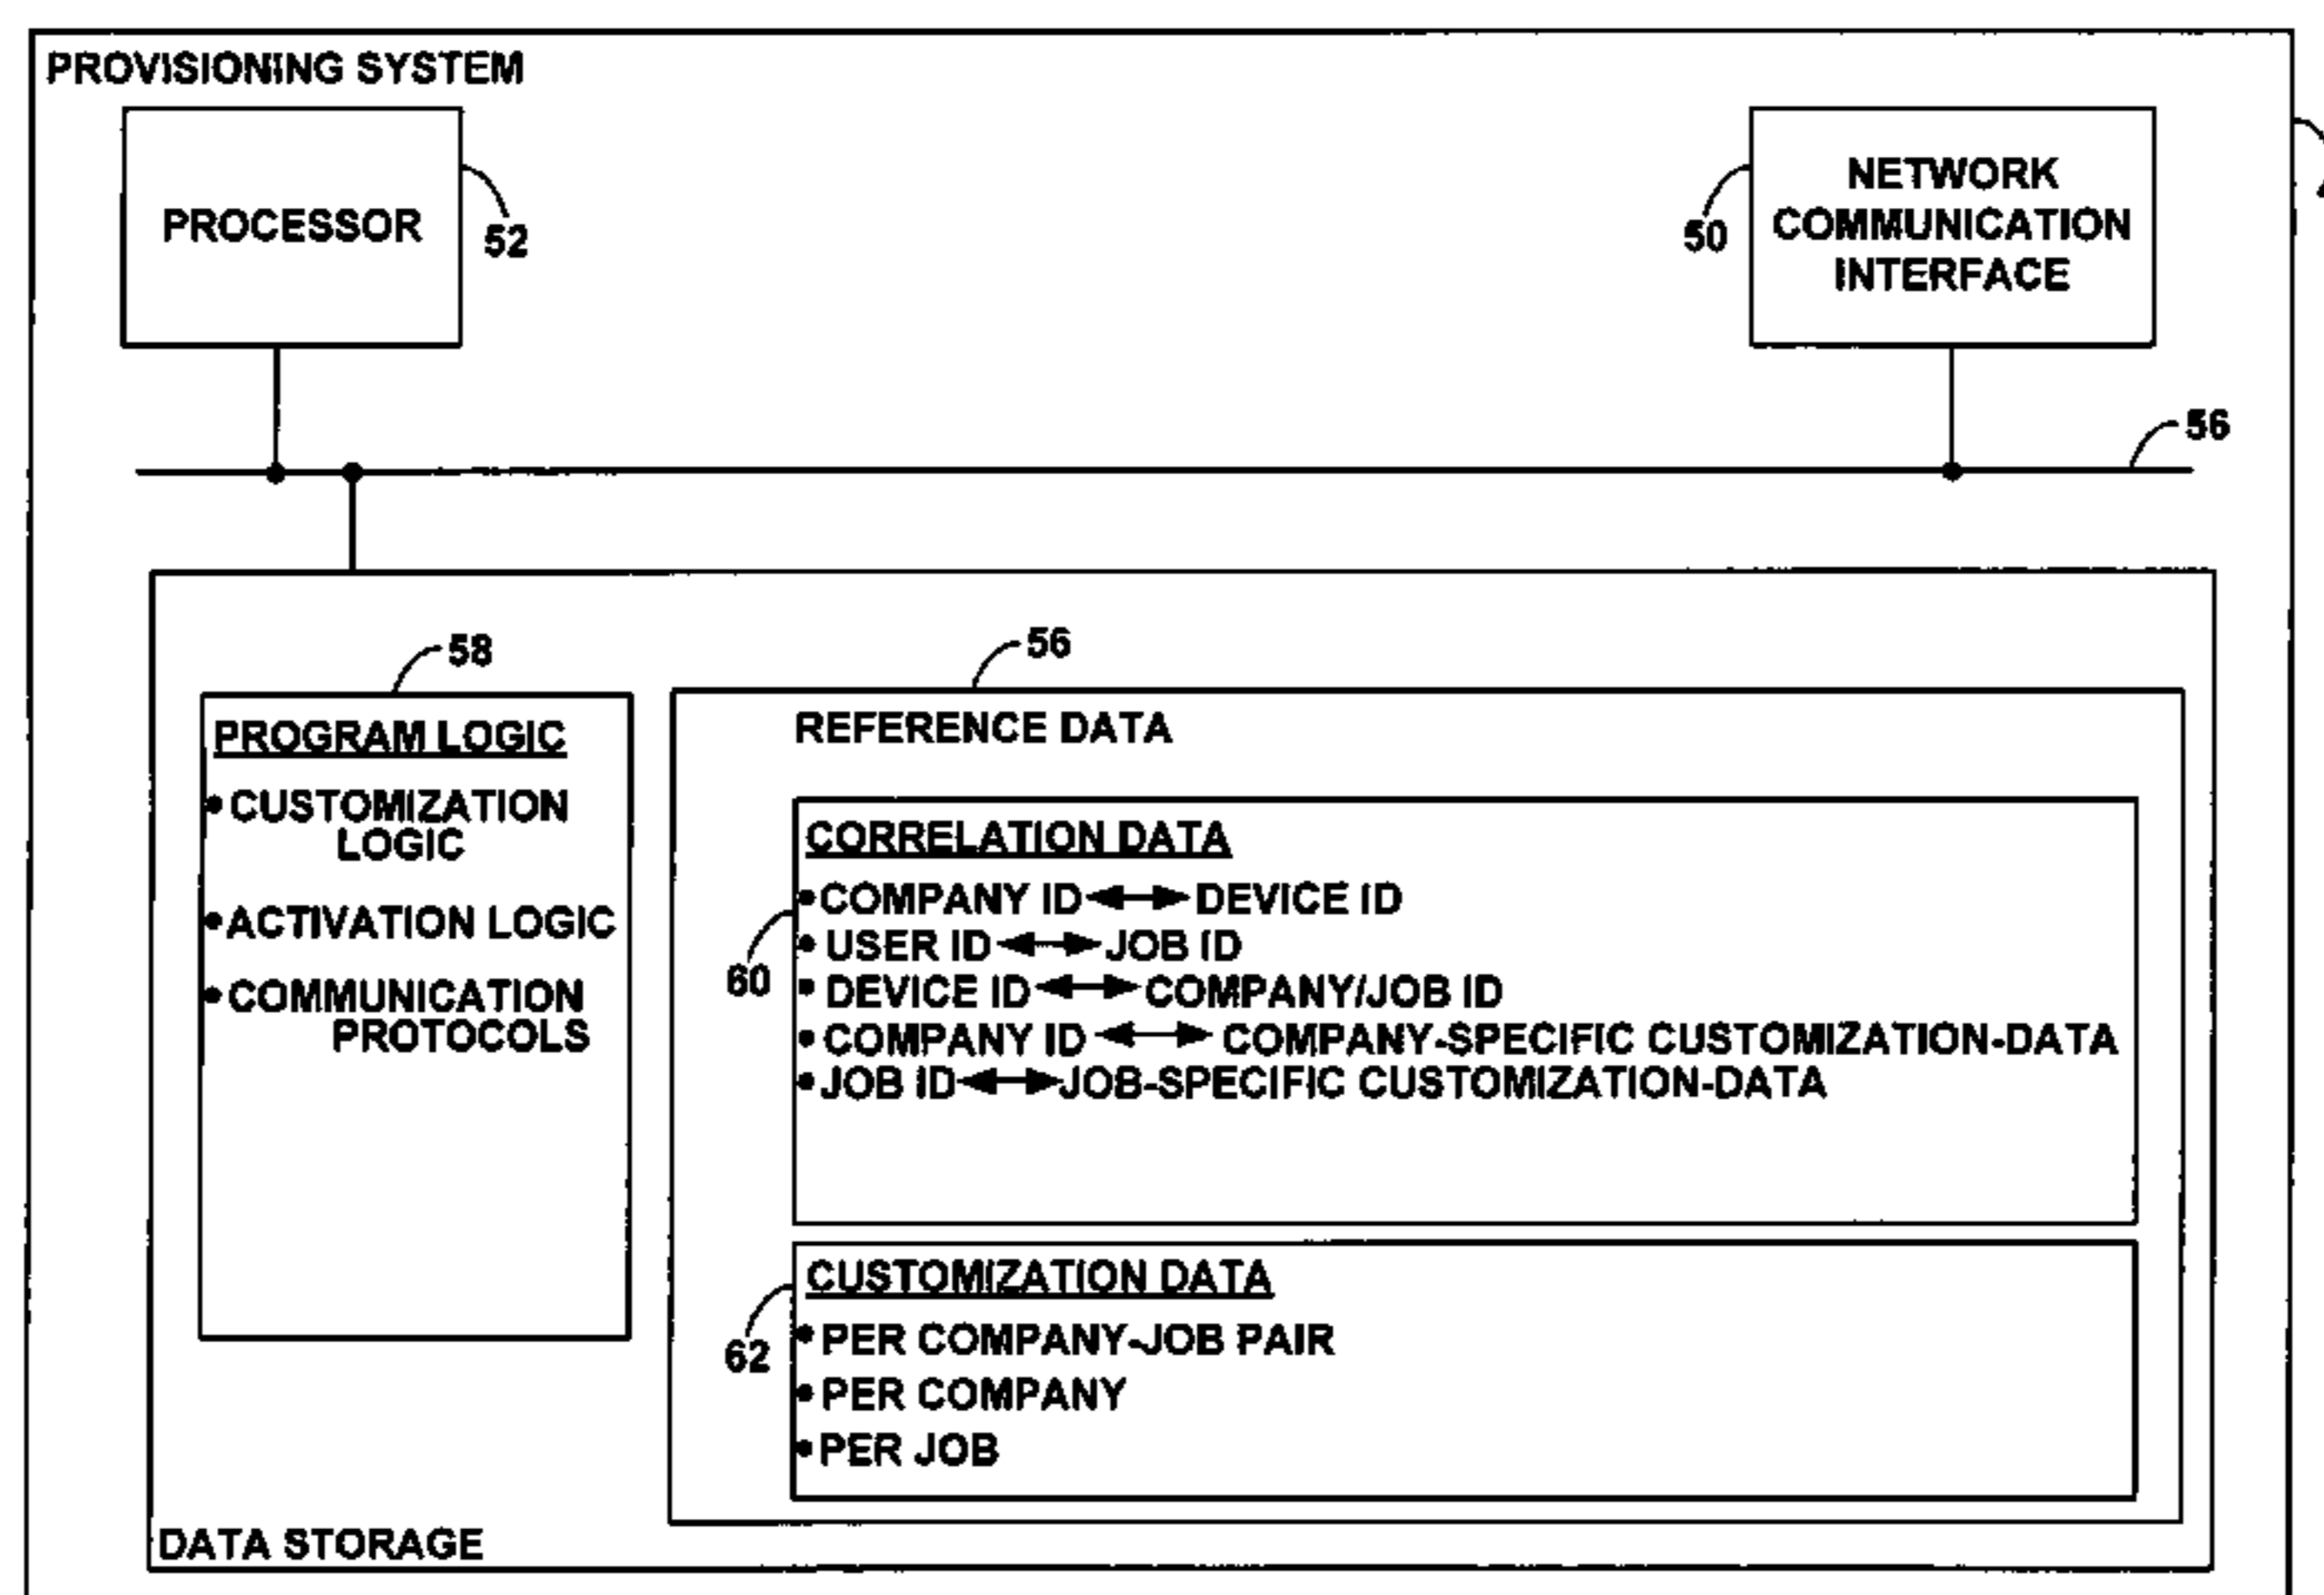 PROVISIONING SYSTEM
PROCESSOR
52
50
NETWORK
COMMUNICATION
INTERFACE
56
58
56
PROGRAM LOGIC
• CUSTOMIZATION
LOGIC
• ACTIVATION LOGIC
• COMMUNICATION
PROTOCOLS
REFERENCE DATA
60
CORRELATION DATA
• COMPANY ID ◄─► DEVICE ID
• USER ID ◄─► JOB ID
• DEVICE ID ◄─► COMPANY/JOB ID
• COMPANY ID ◄─► COMPANY-SPECIFIC CUSTOMIZATION-DATA
• JOB ID ◄─► JOB-SPECIFIC CUSTOMIZATION-DATA
62
CUSTOMIZATION DATA
• PER COMPANY-JOB PAIR
• PER COMPANY
• PER JOB
DATA STORAGE